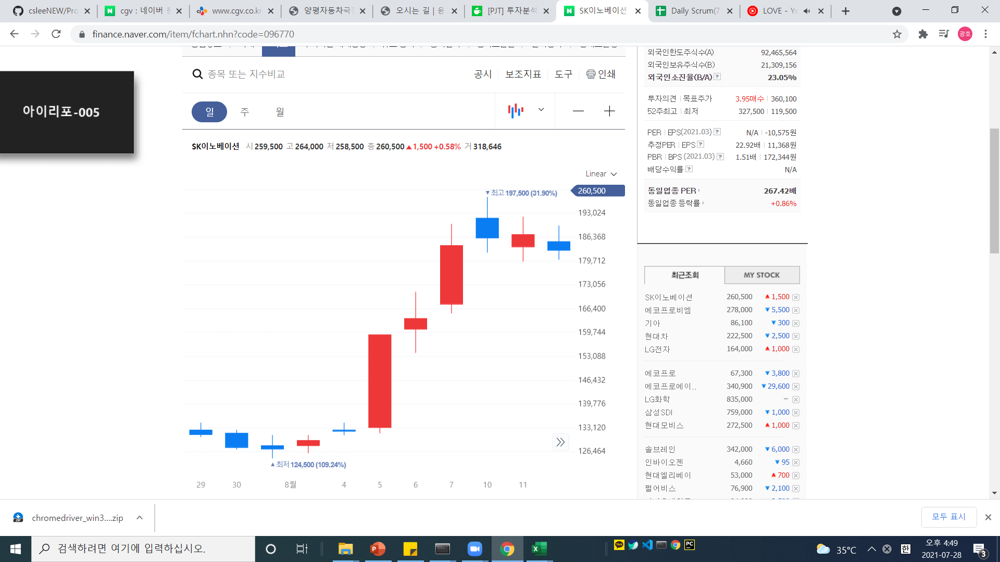 csleeNEW/Pro
cgv : 네이버 통
www.cgv.co.kr
양평자동차극장
오시는 길 | 용
[PJT] 투자분석
SK이노베이션
Daily Scrum(7
LOVE - Yo
finance.naver.com/item/fchart.nhn?code=096770
광호
아이리포-005
종목 또는 지수비교
공시 보조지표 도구 인쇄
일 주 월
SK이노베이션 시 259,500 고 264,000 저 258,500 종 260,500 ▲1,500 +0.58% 거 318,646
Linear
▼최고 197,500 (31.90%)
260,500
193,024
186,368
179,712
173,056
166,400
159,744
153,088
146,432
139,776
133,120
126,464
▲최저 124,500 (109.24%)
29 30 8월 4 5 6 7 10 11
외국인한도주식수(A) 92,465,564
외국인보유주식수(B) 21,309,156
외국인소진율(B/A) ? 23.05%
투자의견 | 목표주가 3.95매수 | 360,100
52주최고 | 최저 327,500 | 119,500
PER | EPS(2021.03) ? N/A | -10,575원
추정PER | EPS ? 22.92배 | 11,368원
PBR | BPS (2021.03) ? 1.51배 | 172,344원
배당수익률 ? N/A
동일업종 PER 267.42배
동일업종 등락률 +0.86%
최근조회 MY STOCK
SK이노베이션 260,500 ▲1,500
에코프로비엠 278,000 ▼5,500
기아 86,100 ▼300
현대차 222,500 ▼2,500
LG전자 164,000 ▲1,000
에코프로 67,300 ▼3,800
에코프로에이.. 340,900 ▼29,600
LG화학 835,000 -
삼성SDI 759,000 ▼1,000
현대모비스 272,500 ▲1,000
솔브레인 342,000 ▼6,000
인바이오젠 4,660 ▼95
현대엘리베이 53,000 ▲700
펄어비스 76,900 ▼2,100
chromedriver_win3....zip
모두 표시
검색하려면 여기에 입력하십시오.
35°C
한
오후 4:49
2021-07-28
3